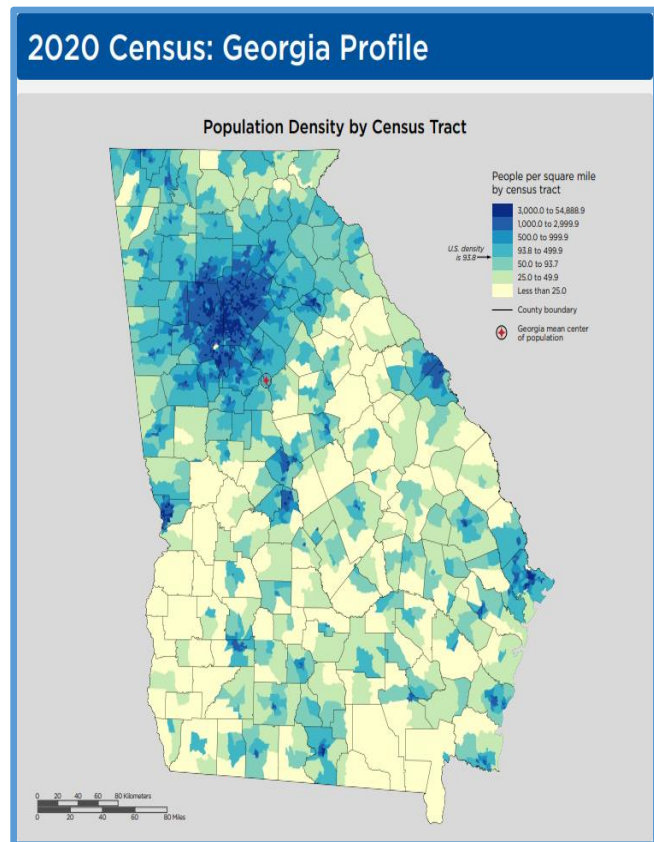 2020 Census: Georgia Profile
Population Density by Census Tract
People per square mile
by census tract
3,000.0 to 54,888.9
1,000.0 to 2,999.9
500.0 to 999.9
93.8 to 499.9
50.0 to 93.7
25.0 to 49.9
Less than 25.0
U.S. density
is 93.8
County boundary
Georgia mean center
of population
0 20 40 60 80 Kilometers
0 20 40 60 80 Miles